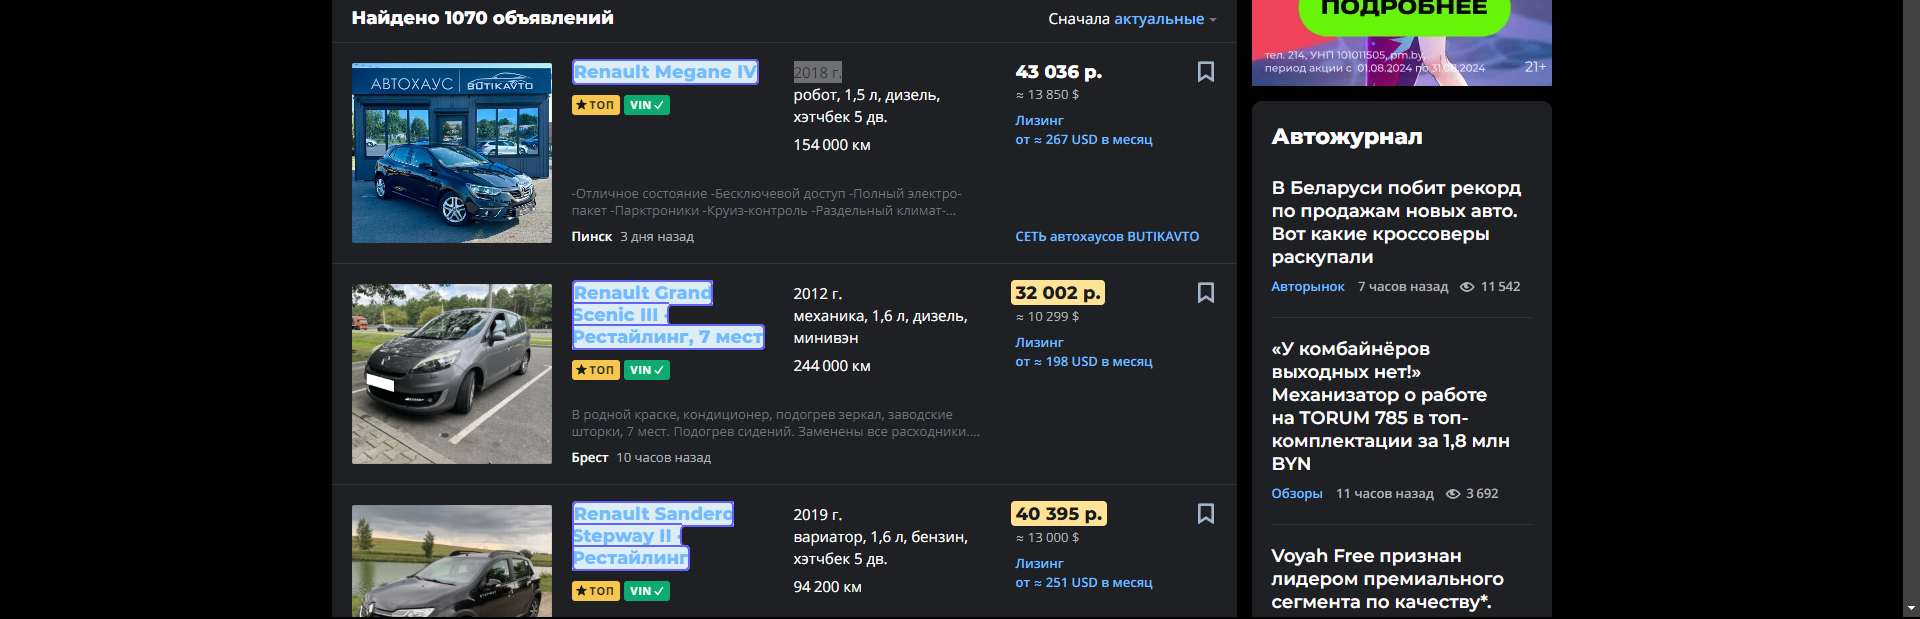 Найдено 1070 объявлений
Сначала актуальные
АВТОХАУС BUTIKAVTO
Renault Megane IV
ТОП VIN
2018 г.
робот, 1,5 л, дизель,
хэтчбек 5 дв.
154 000 км
43 036 р.
≈ 13 850 $
Лизинг
от ≈ 267 USD в месяц
-Отличное состояние -Бесключевой доступ -Полный электро-
пакет -Парктроники -Круиз-контроль -Раздельный климат-...
Пинск 3 дня назад
СЕТЬ автохаусов BUTIKAVTO
Renault Grand
Scenic III ·
Рестайлинг, 7 мест
ТОП VIN
2012 г.
механика, 1,6 л, дизель,
минивэн
244 000 км
32 002 р.
≈ 10 299 $
Лизинг
от ≈ 198 USD в месяц
В родной краске, кондиционер, подогрев зеркал, заводские
шторки, 7 мест. Подогрев сидений. Заменены все расходники....
Брест 10 часов назад
Renault Sandero
Stepway II ·
Рестайлинг
ТОП VIN
2019 г.
вариатор, 1,6 л, бензин,
хэтчбек 5 дв.
94 200 км
40 395 р.
≈ 13 000 $
Лизинг
от ≈ 251 USD в месяц
ПОДРОБНЕЕ
тел. 214, УНП 101011505, pm.by,
период акции с 01.08.2024 по 31.08.2024
21+
Автожурнал
В Беларуси побит рекорд
по продажам новых авто.
Вот какие кроссоверы
раскупали
Авторынок 7 часов назад 11 542
«У комбайнёров
выходных нет!»
Механизатор о работе
на TORUM 785 в топ-
комплектации за 1,8 млн
BYN
Обзоры 11 часов назад 3 692
Voyah Free признан
лидером премиального
сегмента по качеству*.